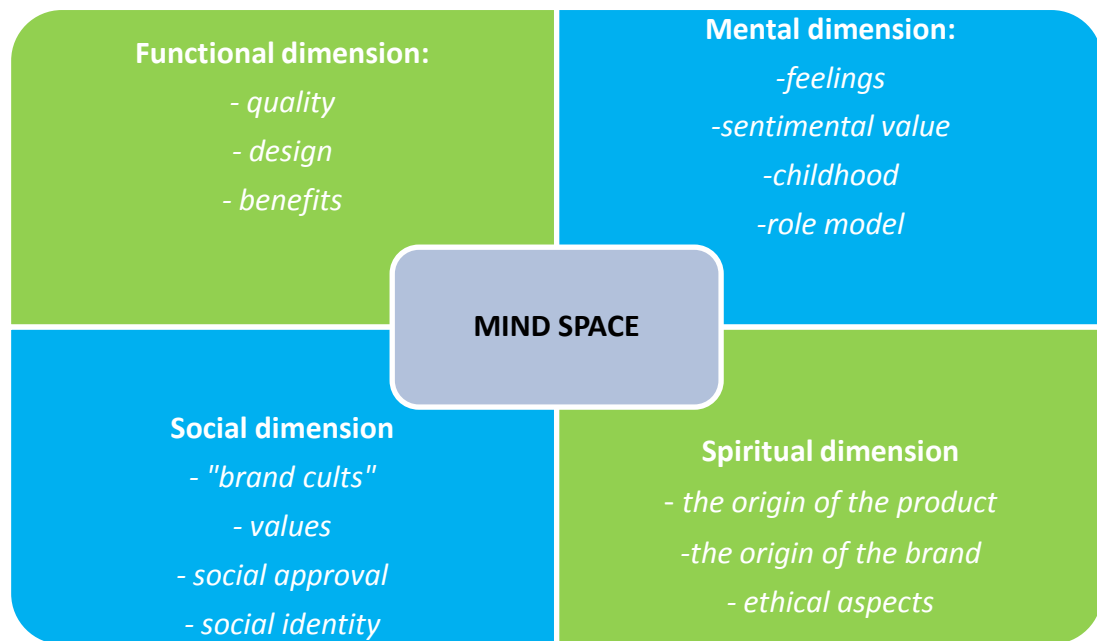 Functional dimension:
- quality
- design
- benefits
Mental dimension:
-feelings
-sentimental value
-childhood
-role model
MIND SPACE
Social dimension
- "brand cults"
- values
- social approval
- social identity
Spiritual dimension
- the origin of the product
-the origin of the brand
- ethical aspects